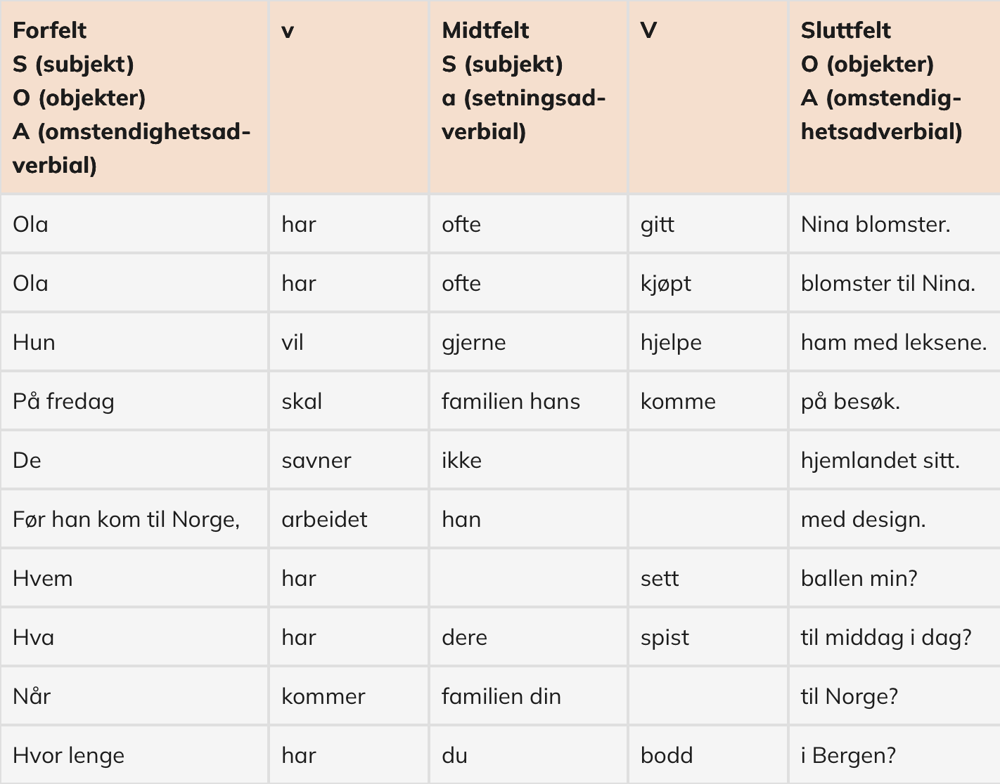 Forfelt
S (subjekt)
O (objekter)
A (omstendighetsad-
verbial)
v
Midtfelt
S (subjekt)
a (setningsad-
verbial)
V
Sluttfelt
O (objekter)
A (omstendig-
hetsadverbial)
Ola har ofte gitt Nina blomster.
Ola har ofte kjøpt blomster til Nina.
Hun vil gjerne hjelpe ham med leksene.
På fredag skal familien hans komme på besøk.
De savner ikke hjemlandet sitt.
Før han kom til Norge, arbeidet han med design.
Hvem har sett ballen min?
Hva har dere spist til middag i dag?
Når kommer familien din til Norge?
Hvor lenge har du bodd i Bergen?